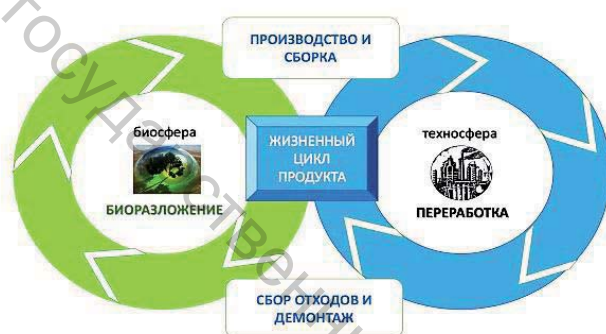 ПРОИЗВОДСТВО И
СБОРКА
биосфера
БИОРАЗЛОЖЕНИЕ
ЖИЗНЕННЫЙ
ЦИКЛ
ПРОДУКТА
техносфера
ПЕРЕРАБОТКА
СБОР ОТХОДОВ И
ДЕМОНТАЖ